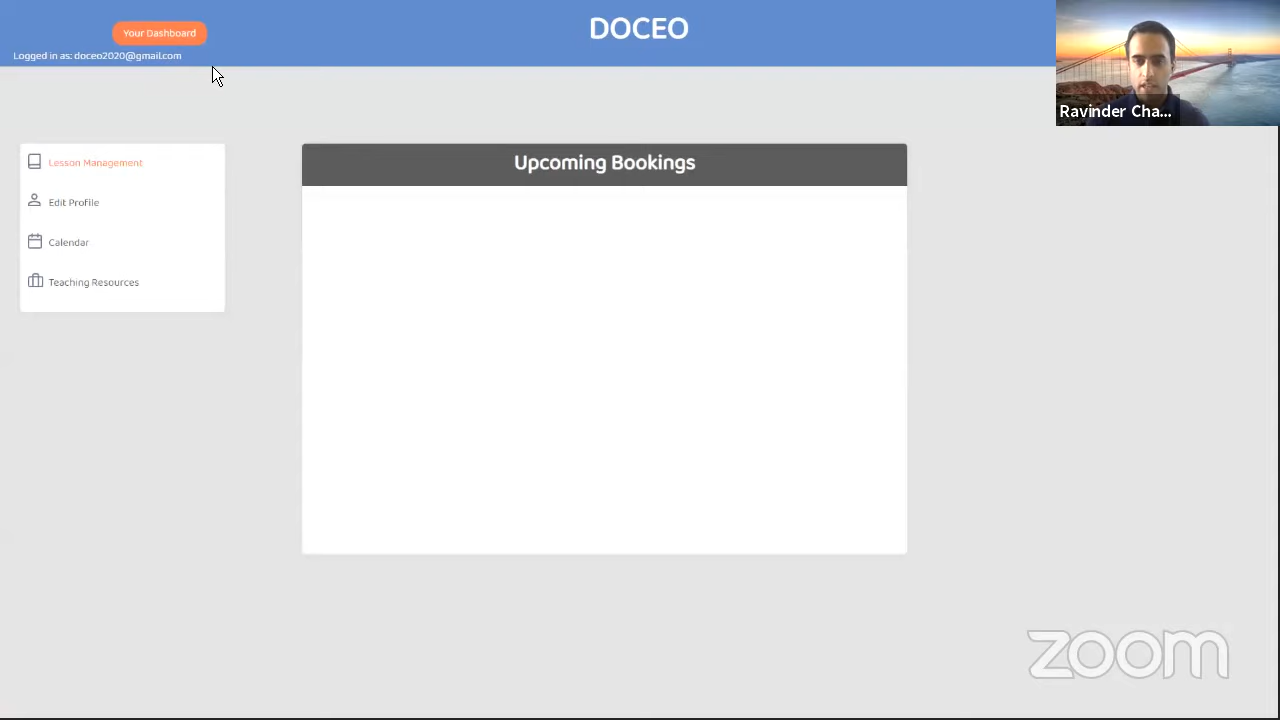 Your Dashboard
Logged in as: doceo2020@gmail.com
DOCEO
Ravinder Cha...
Lesson Management
Edit Profile
Calendar
Teaching Resources
Upcoming Bookings
zoom